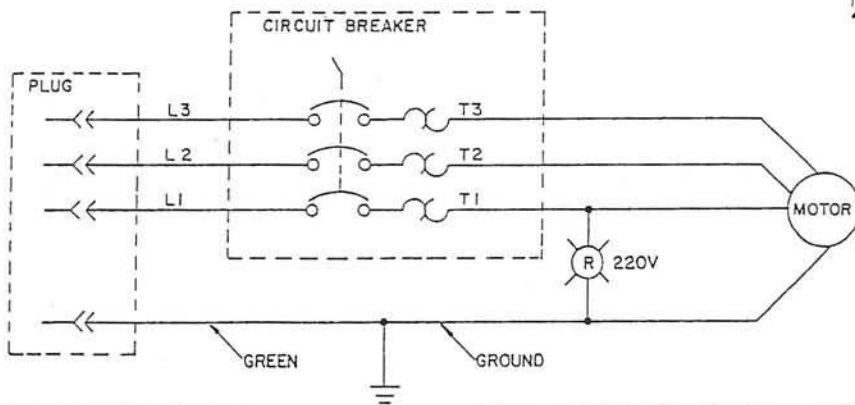 CIRCUIT BREAKER
PLUG
L3
T3
L2
T2
L1
T1
MOTOR
R
220V
GREEN
GROUND